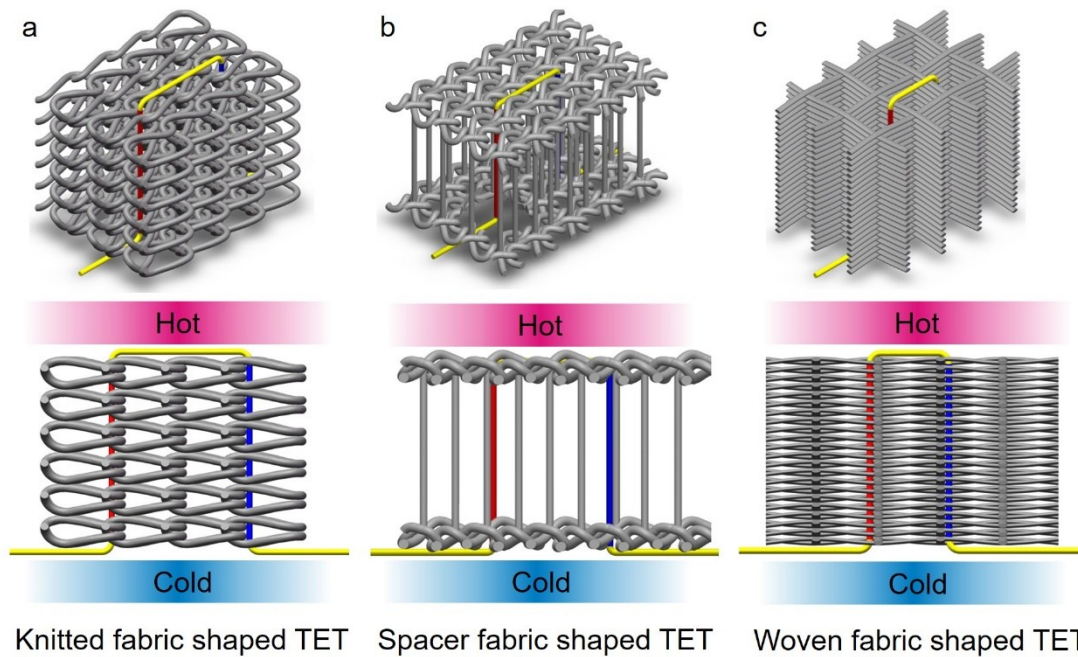 a
b
c
Hot
Hot
Hot
Cold
Cold
Cold
Knitted fabric shaped TET
Spacer fabric shaped TET
Woven fabric shaped TET